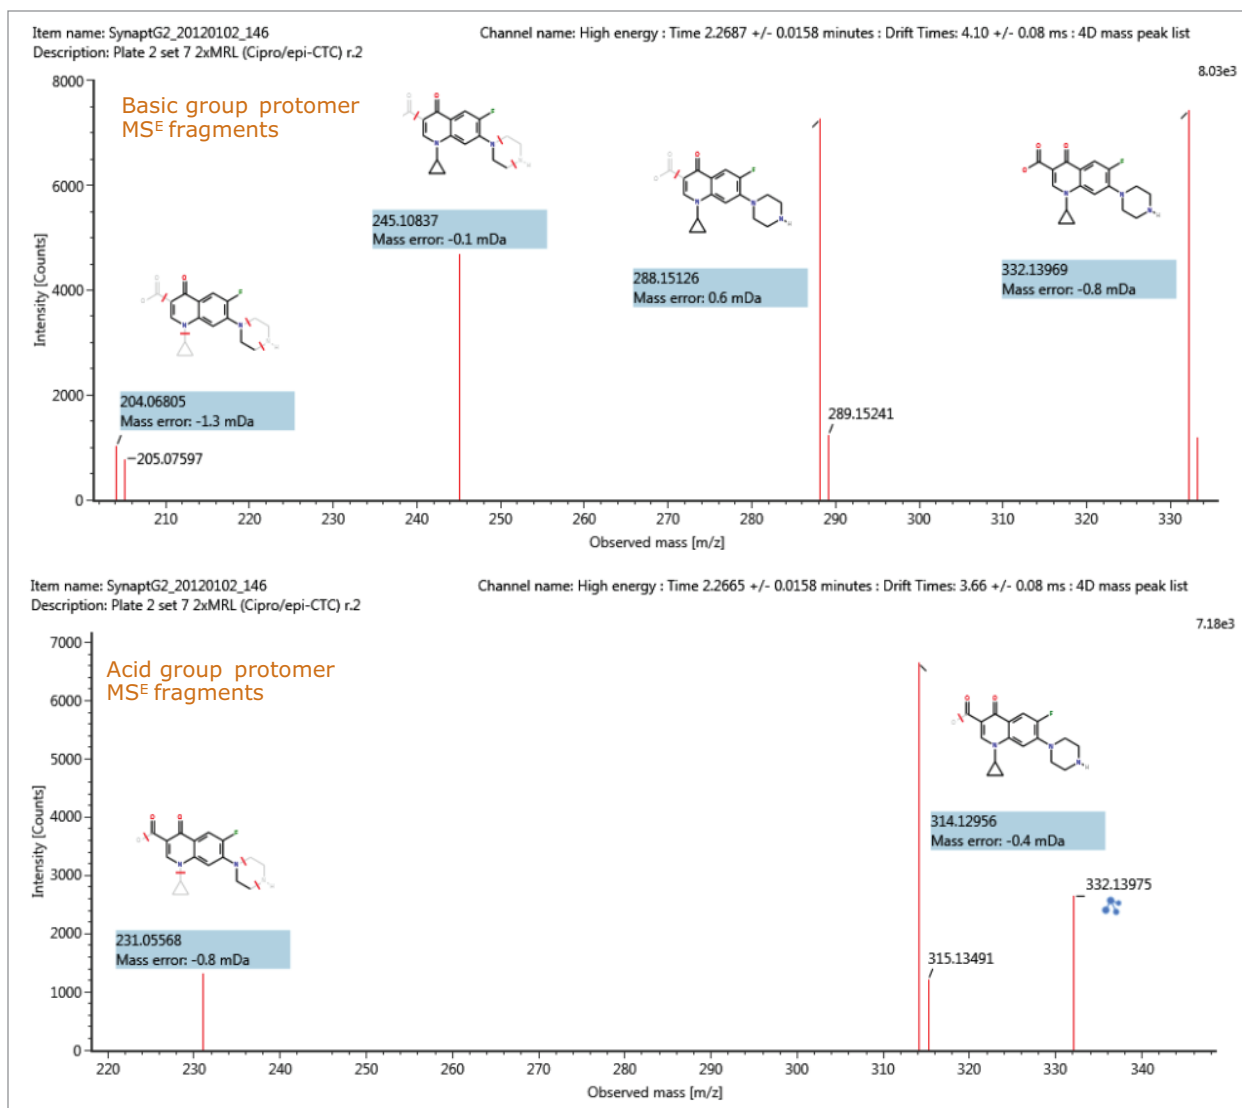 Item name: SynaptG2_20120102_146
Channel name: High energy : Time 2.2687 +/- 0.0158 minutes : Drift Times: 4.10 +/- 0.08 ms : 4D mass peak list
Description: Plate 2 set 7 2xMRL (Cipro/epi-CTC) r.2
8.03e3
Basic group protomer
MSᴱ fragments
Intensity [Counts]
8000
6000
4000
2000
0
245.10837
Mass error: -0.1 mDa
288.15126
Mass error: 0.6 mDa
332.13969
Mass error: -0.8 mDa
204.06805
Mass error: -1.3 mDa
205.07597
289.15241
210 220 230 240 250 260 270 280 290 300 310 320 330
Observed mass [m/z]
Item name: SynaptG2_20120102_146
Channel name: High energy : Time 2.2665 +/- 0.0158 minutes : Drift Times: 3.66 +/- 0.08 ms : 4D mass peak list
Description: Plate 2 set 7 2xMRL (Cipro/epi-CTC) r.2
7.18e3
Acid group protomer
MSᴱ fragments
Intensity [Counts]
7000
6000
5000
4000
3000
2000
1000
0
314.12956
Mass error: -0.4 mDa
332.13975
231.05568
Mass error: -0.8 mDa
315.13491
220 230 240 250 260 270 280 290 300 310 320 330 340
Observed mass [m/z]